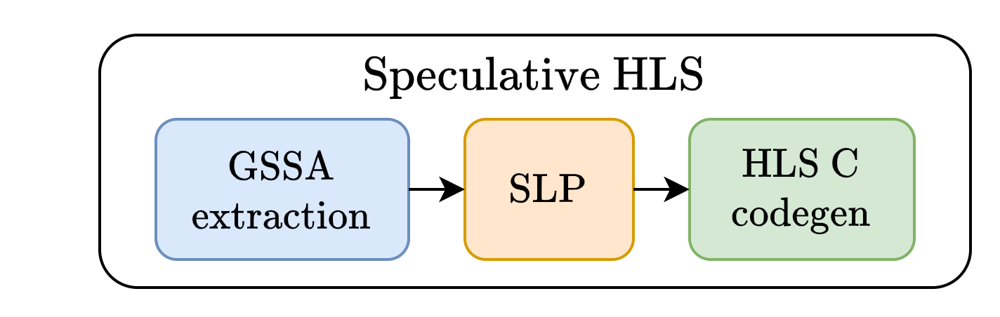 Speculative HLS
GSSA
extraction
SLP
HLS C
codegen